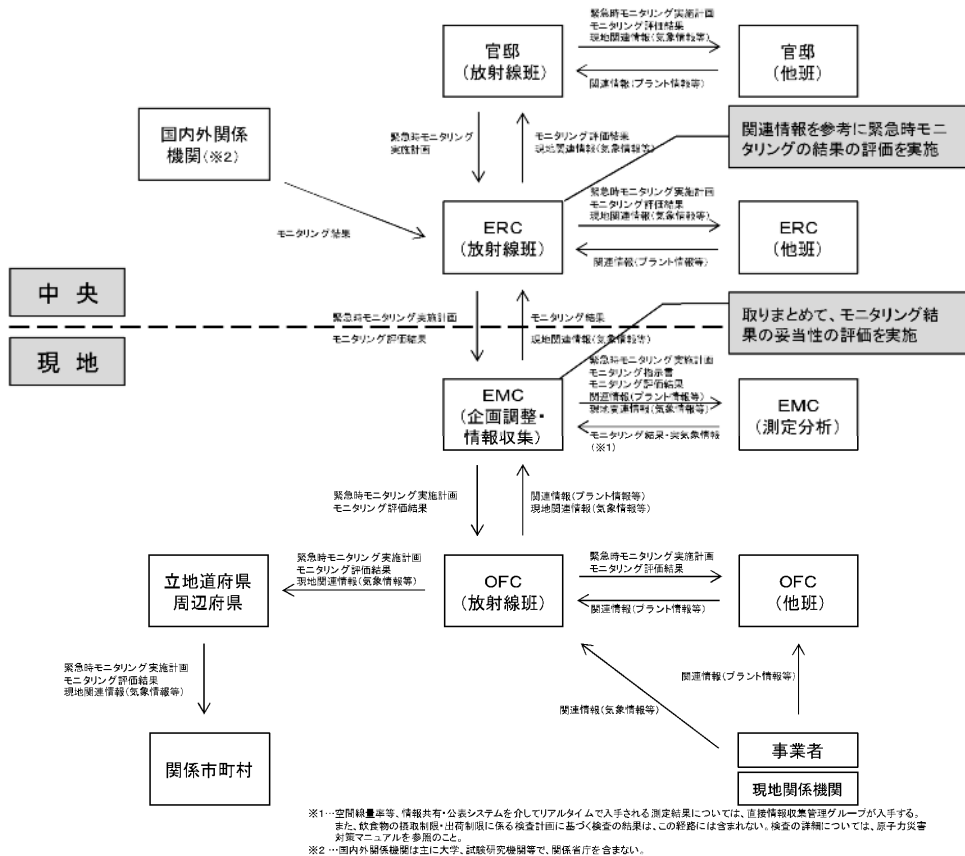 緊急時モニタリング実施計画
モニタリング評価結果
現地関連情報(気象情報等)
官邸
(放射線班)
官邸
(他班)
関連情報(プラント情報等)
国内外関係
機関(※2)
緊急時モニタリング
実施計画
モニタリング評価結果
現地関連情報(気象情報等)
関連情報を参考に緊急時モニ
タリングの結果の評価を実施
緊急時モニタリング実施計画
モニタリング評価結果
現地関連情報(気象情報等)
モニタリング結果
ERC
(放射線班)
ERC
(他班)
関連情報(プラント情報等)
中 央
緊急時モニタリング実施計画
モニタリング評価結果
モニタリング結果
現地関連情報(気象情報等)
取りまとめて、モニタリング結
果の妥当性の評価を実施
現 地
緊急時モニタリング実施計画
モニタリング指示書
モニタリング評価結果
関連情報(プラント情報等)
現地関連情報(気象情報等)
EMC
(企画調整・
情報収集)
EMC
(測定分析)
モニタリング結果・実気象情報
(※1)
緊急時モニタリング実施計画
モニタリング評価結果
関連情報(プラント情報等)
現地関連情報(気象情報等)
立地道府県
周辺府県
緊急時モニタリング実施計画
モニタリング評価結果
現地関連情報(気象情報等)
OFC
(放射線班)
緊急時モニタリング実施計画
モニタリング評価結果
関連情報(プラント情報等)
OFC
(他班)
緊急時モニタリング実施計画
モニタリング評価結果
現地関連情報(気象情報等)
関連情報(プラント情報等)
関連情報(気象情報等)
関係市町村
事業者
現地関係機関
※1…空間線量率等、情報共有・公表システムを介してリアルタイムで入手される測定結果については、直接情報収集管理グループが入手する。
また、飲食物の摂取制限・出荷制限に係る検査計画に基づく検査の結果は、この経路には含まれない。検査の詳細については、原子力災害
対策マニュアルを参照のこと。
※2…国内外関係機関は主に大学、試験研究機関等で、関係省庁を含まない。